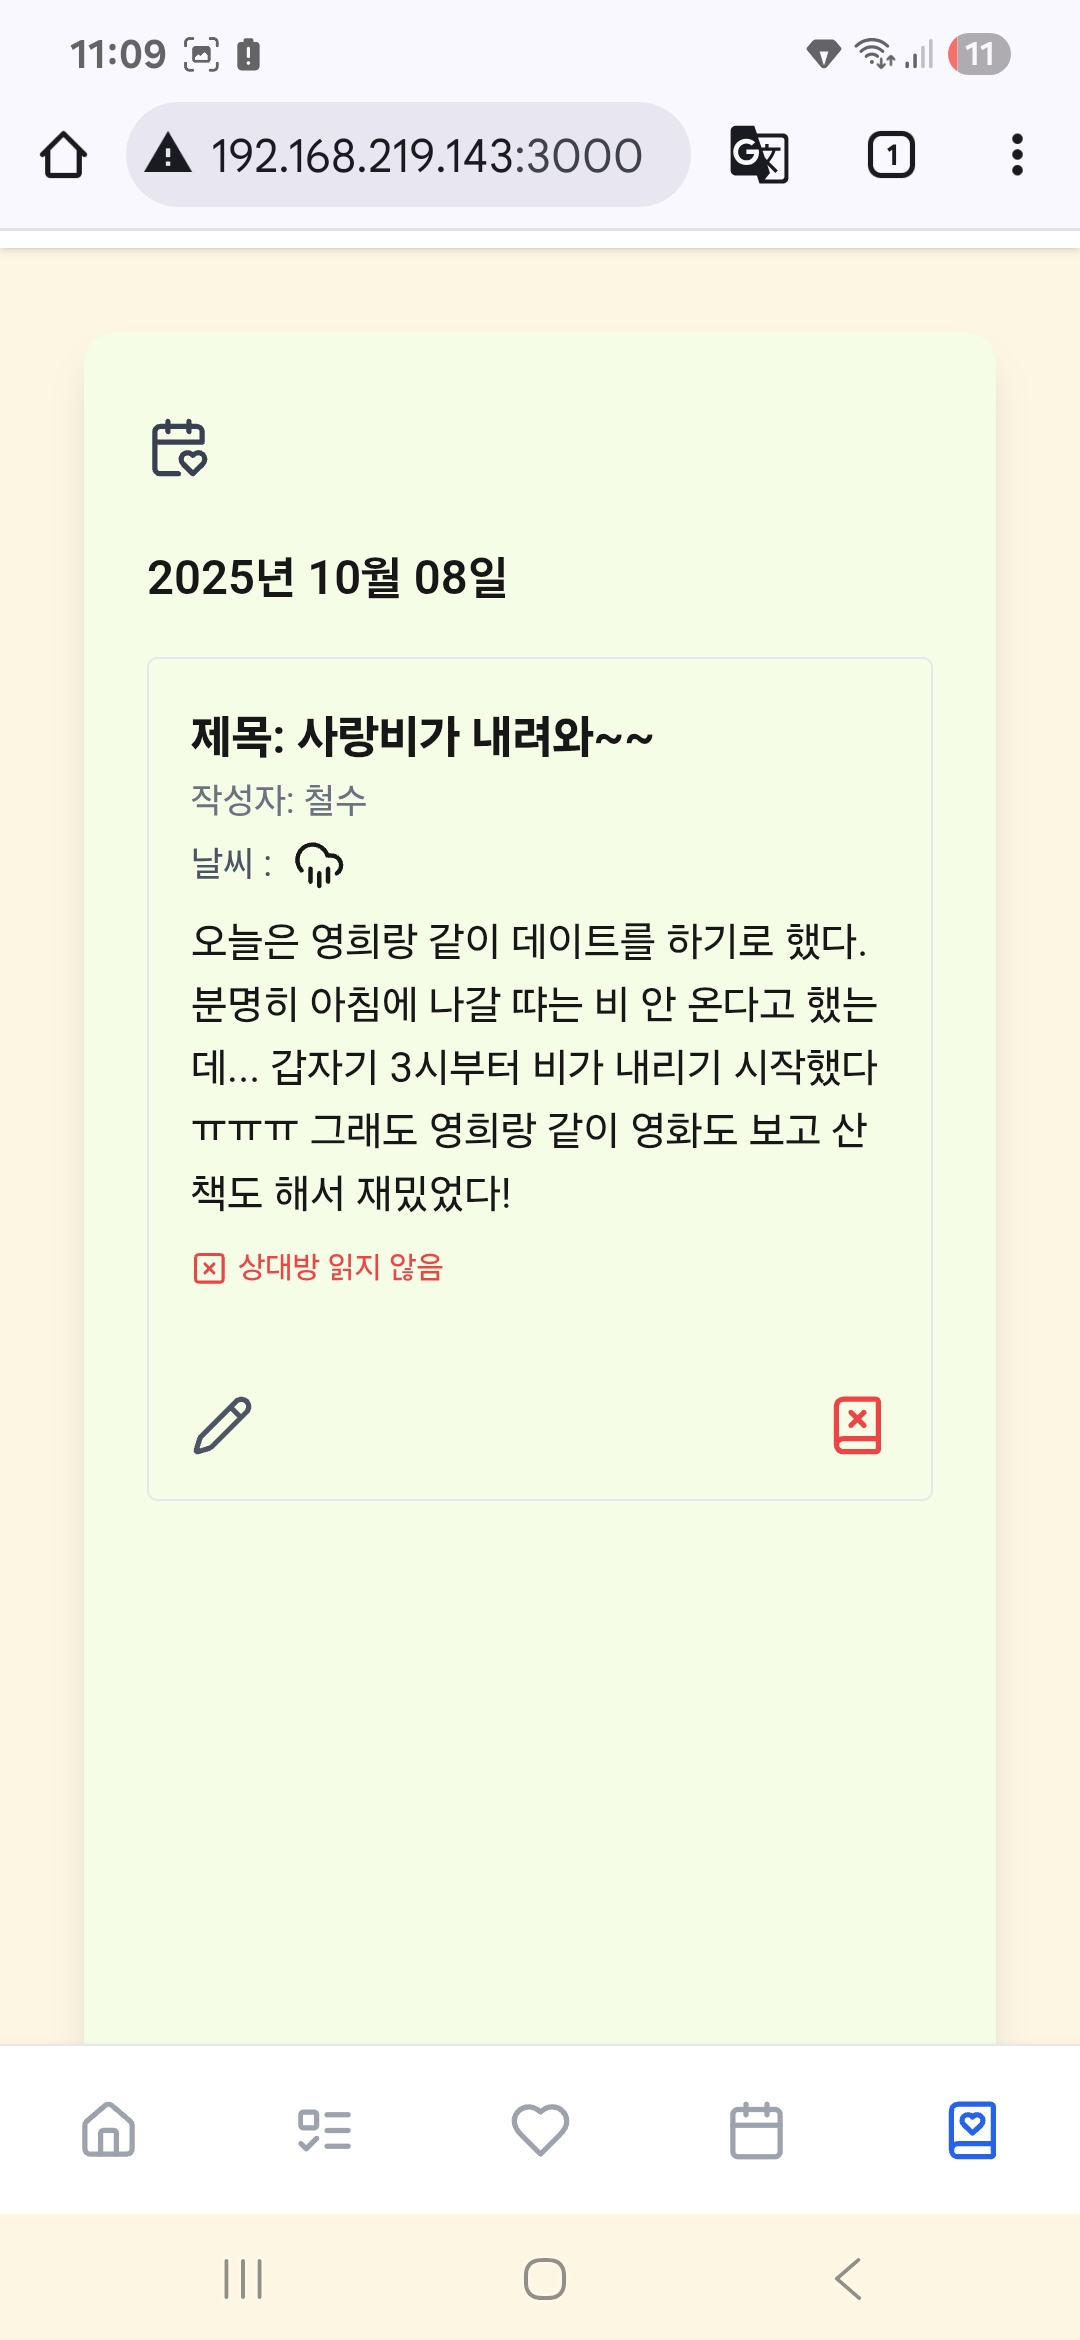 11:09
11
192.168.219.143:3000
1
2025년 10월 08일
제목: 사랑비가 내려와~~
작성자: 철수
날씨 :
오늘은 영희랑 같이 데이트를 하기로 했다.
분명히 아침에 나갈 떄는 비 안 온다고 했는
데... 갑자기 3시부터 비가 내리기 시작했다
ㅠㅠㅠ 그래도 영희랑 같이 영화도 보고 산
책도 해서 재밌었다!
상대방 읽지 않음